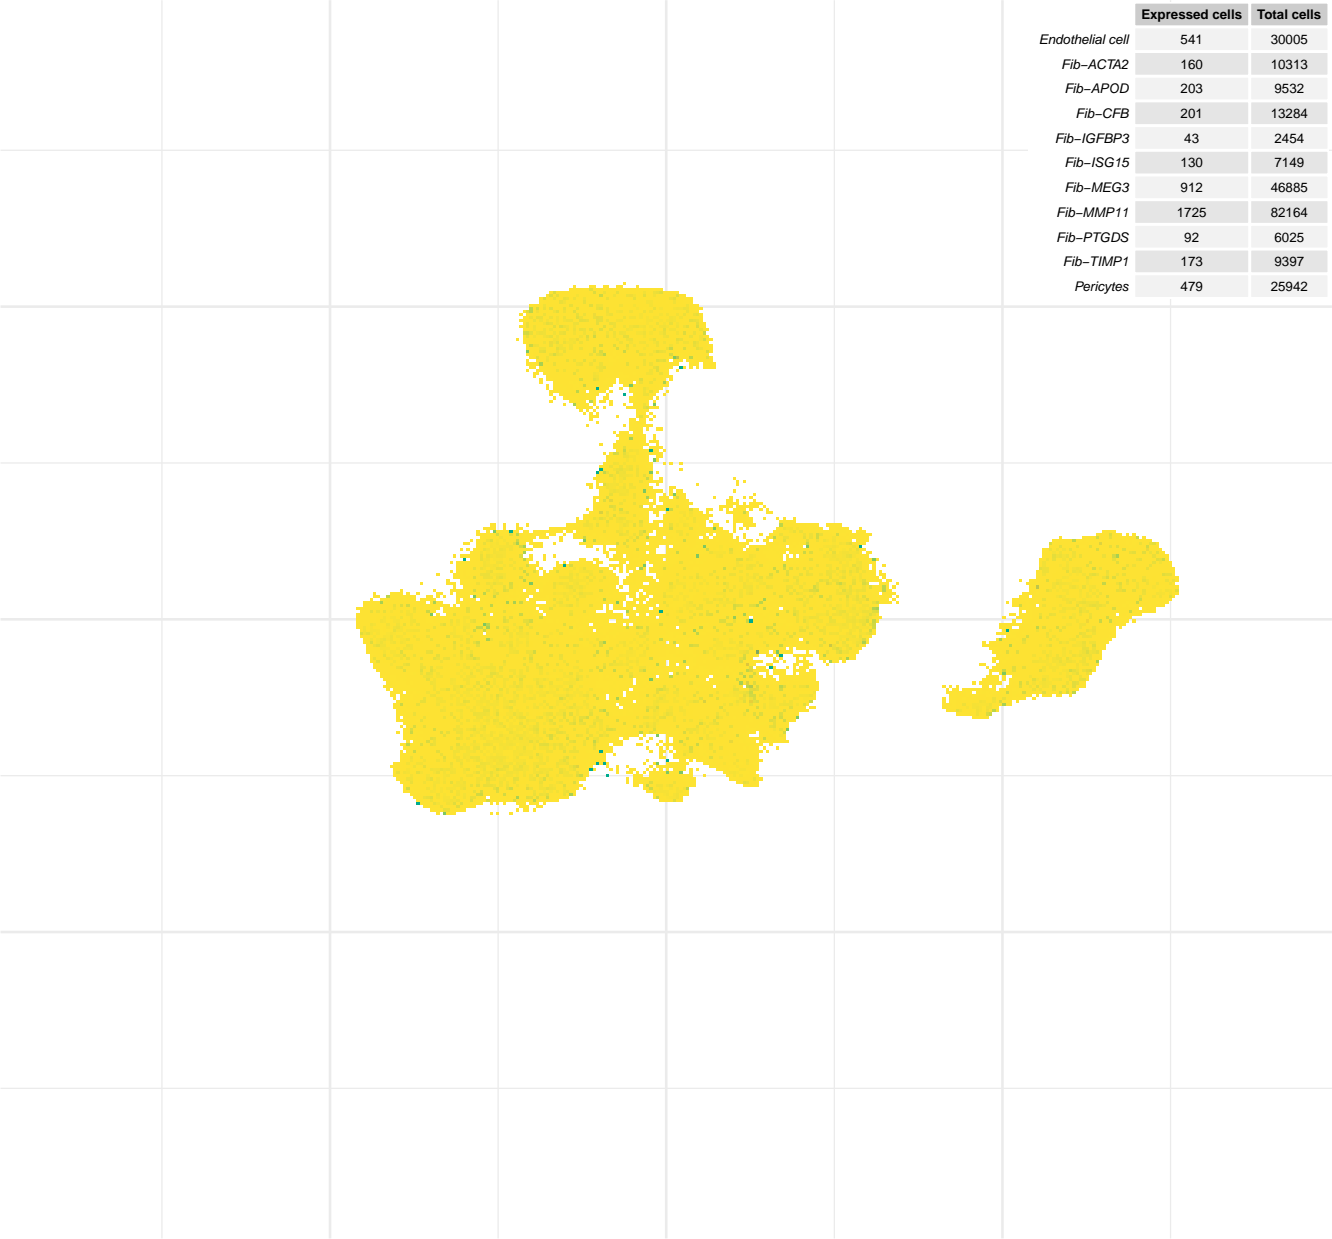 Expressed cells Total cells
Endothelial cell 541 30005
Fib−ACTA2 160 10313
Fib−APOD 203 9532
Fib−CFB 201 13284
Fib−IGFBP3 43 2454
Fib−ISG15 130 7149
Fib−MEG3 912 46885
Fib−MMP11 1725 82164
Fib−PTGDS 92 6025
Fib−TIMP1 173 9397
Pericytes 479 25942